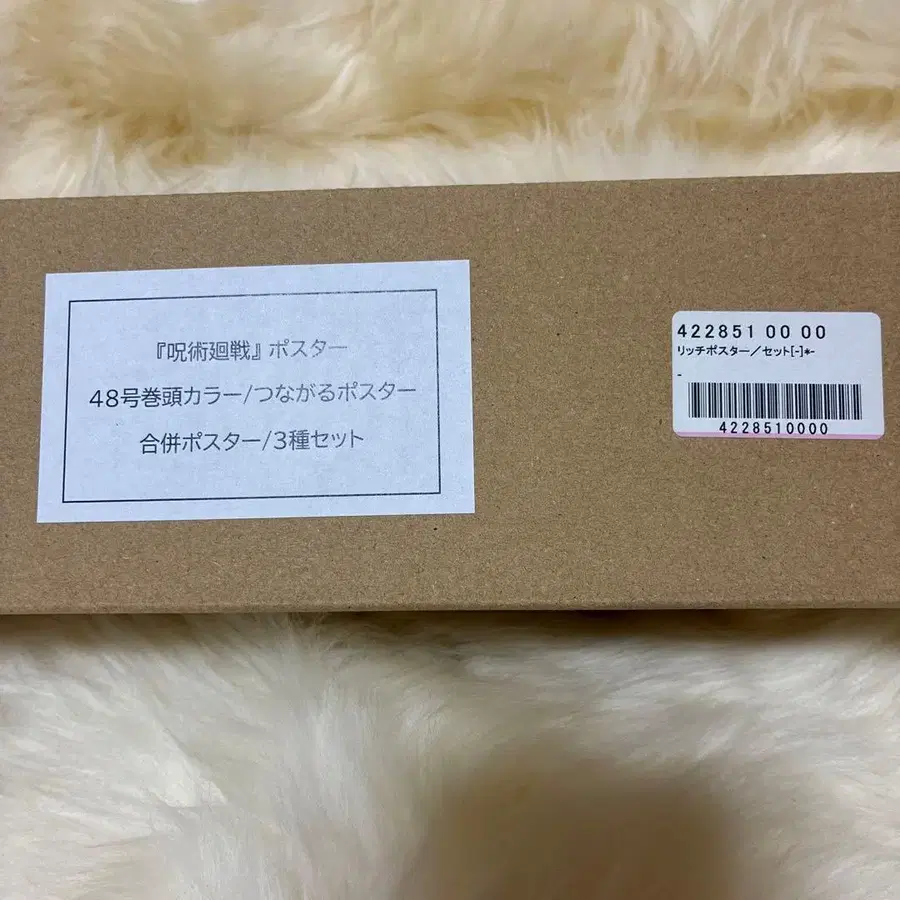 『呪術廻戦』ポスター
48号巻頭カラー/つながるポスター
合併ポスター/3種セット
422851 00 00
リッチポスター／セット[-]*-
-
4228510000